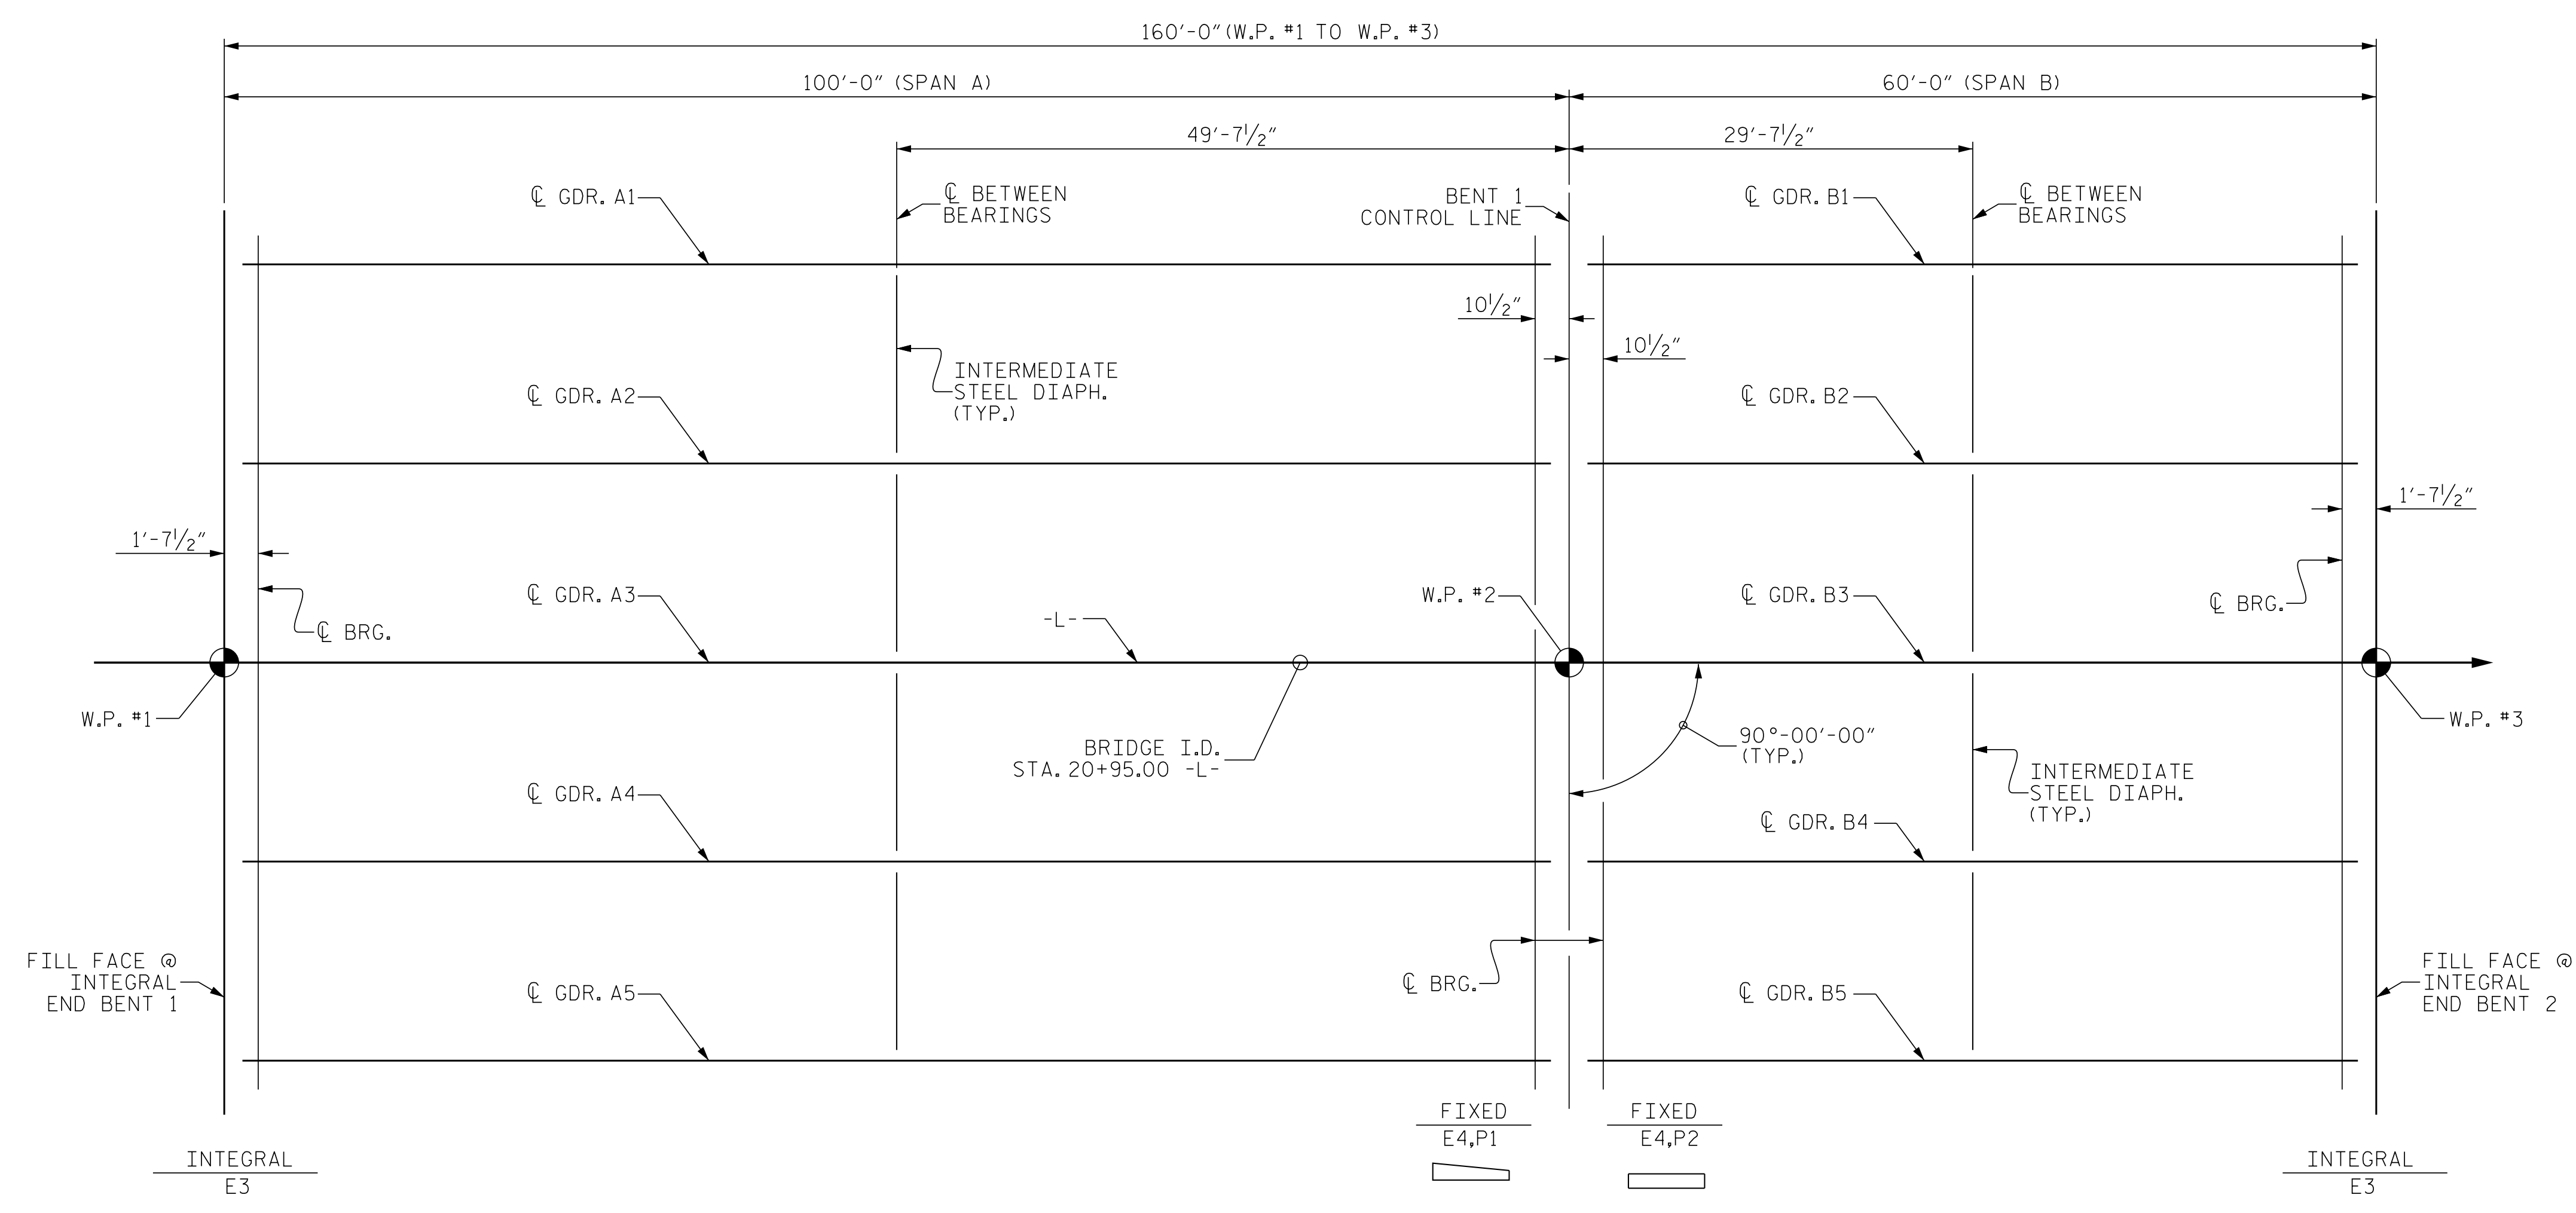 160'-0"(W.P. #1 TO W.P. #3)
100'-0" (SPAN A)
60'-0" (SPAN B)
49'-7½"
29'-7½"
℄ GDR. A1
℄ BETWEEN
BEARINGS
BENT 1
CONTROL LINE
℄ GDR. B1
℄ BETWEEN
BEARINGS
10½"
10½"
INTERMEDIATE
STEEL DIAPH.
(TYP.)
℄ GDR. A2
℄ GDR. B2
1'-7½"
1'-7½"
℄ GDR. A3
-L-
W.P. #2
℄ GDR. B3
℄ BRG.
℄ BRG.
W.P. #1
BRIDGE I.D.
STA. 20+95.00 -L-
90°-00'-00"
(TYP.)
W.P. #3
INTERMEDIATE
STEEL DIAPH.
(TYP.)
℄ GDR. A4
℄ GDR. B4
FILL FACE @
INTEGRAL
END BENT 1
℄ GDR. A5
℄ BRG.
℄ GDR. B5
FILL FACE @
INTEGRAL
END BENT 2
FIXED
E4,P1
FIXED
E4,P2
INTEGRAL
E3
INTEGRAL
E3